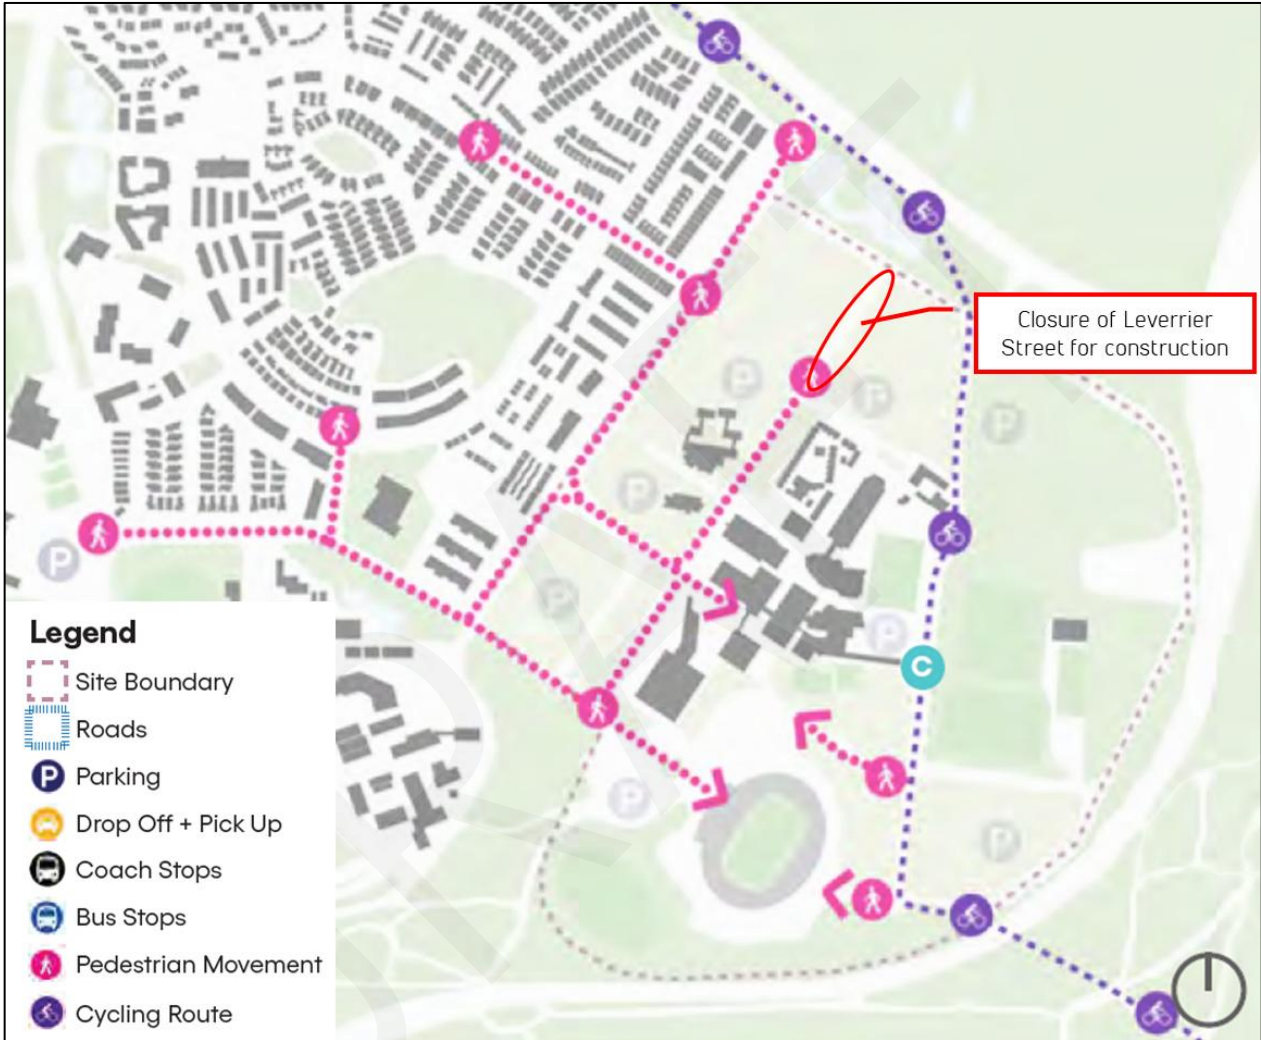 Closure of Leverrier
Street for construction
P
P
P
P
P
P
P
C
P
P
Legend
Site Boundary
Roads
P Parking
Drop Off + Pick Up
Coach Stops
Bus Stops
Pedestrian Movement
Cycling Route